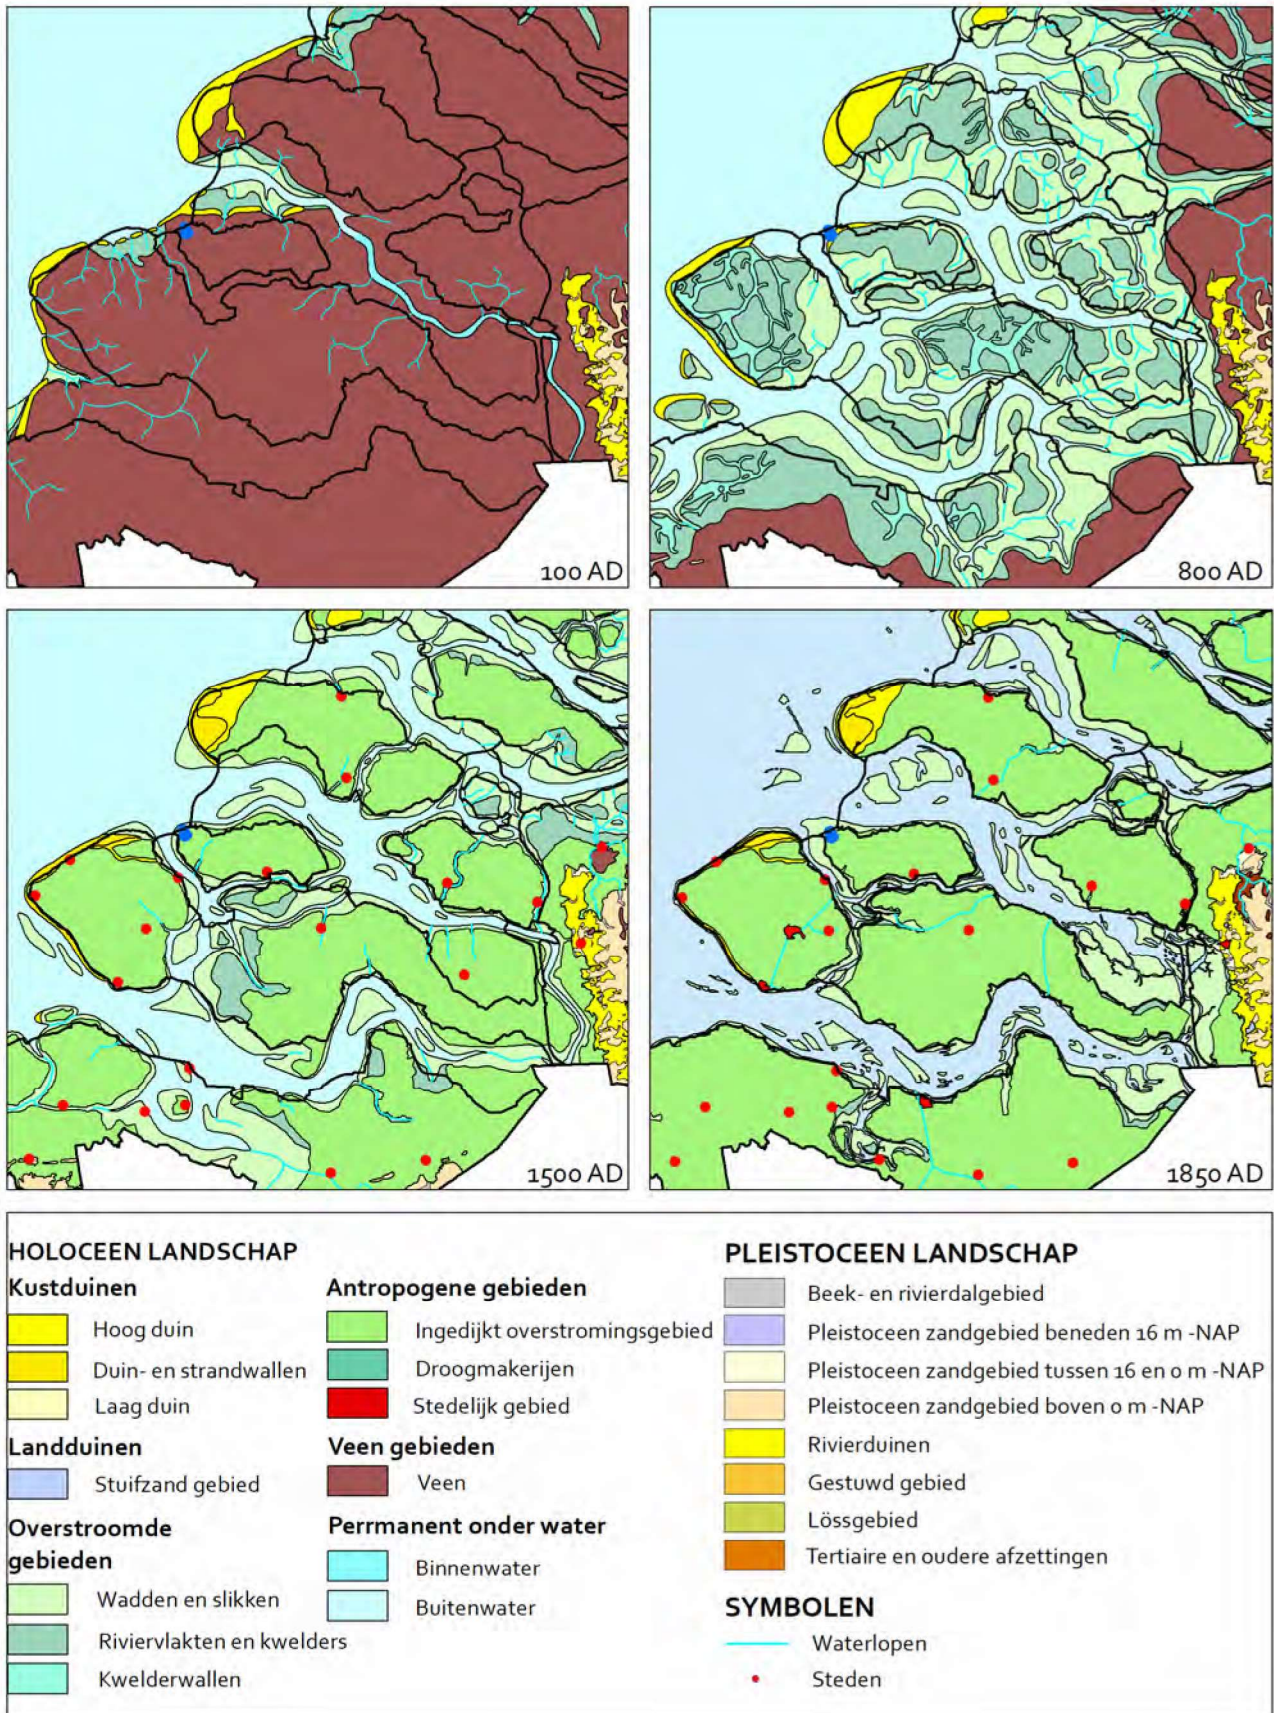 100 AD
800 AD
1500 AD
1850 AD
HOLOCEEN LANDSCHAP
Kustduinen
Hoog duin
Duin- en strandwallen
Laag duin
Landduinen
Stuifzand gebied
Overstroomde
gebieden
Wadden en slikken
Riviervlakten en kwelders
Kwelderwallen
Antropogene gebieden
Ingedijkt overstromingsgebied
Droogmakerijen
Stedelijk gebied
Veen gebieden
Veen
Perrmanent onder water
Binnenwater
Buitenwater
PLEISTOCEEN LANDSCHAP
Beek- en rivierdalgebied
Pleistoceen zandgebied beneden 16 m -NAP
Pleistoceen zandgebied tussen 16 en 0 m -NAP
Pleistoceen zandgebied boven 0 m -NAP
Rivierduinen
Gestuwd gebied
Lössgebied
Tertiaire en oudere afzettingen
SYMBOLEN
Waterlopen
Steden